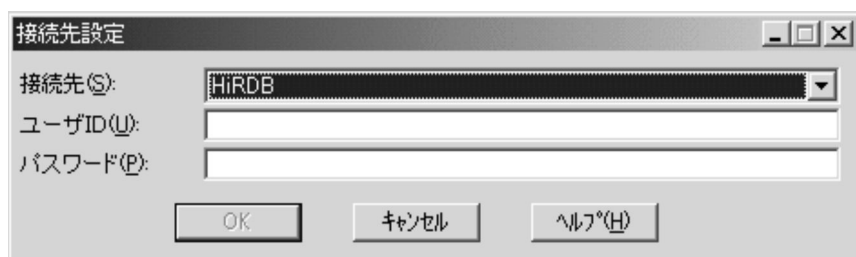 接続先設定
接続先(S): HiRDB
ユーザID(U):
パスワード(P):
OK キャンセル ﾍﾙﾌﾟ(H)